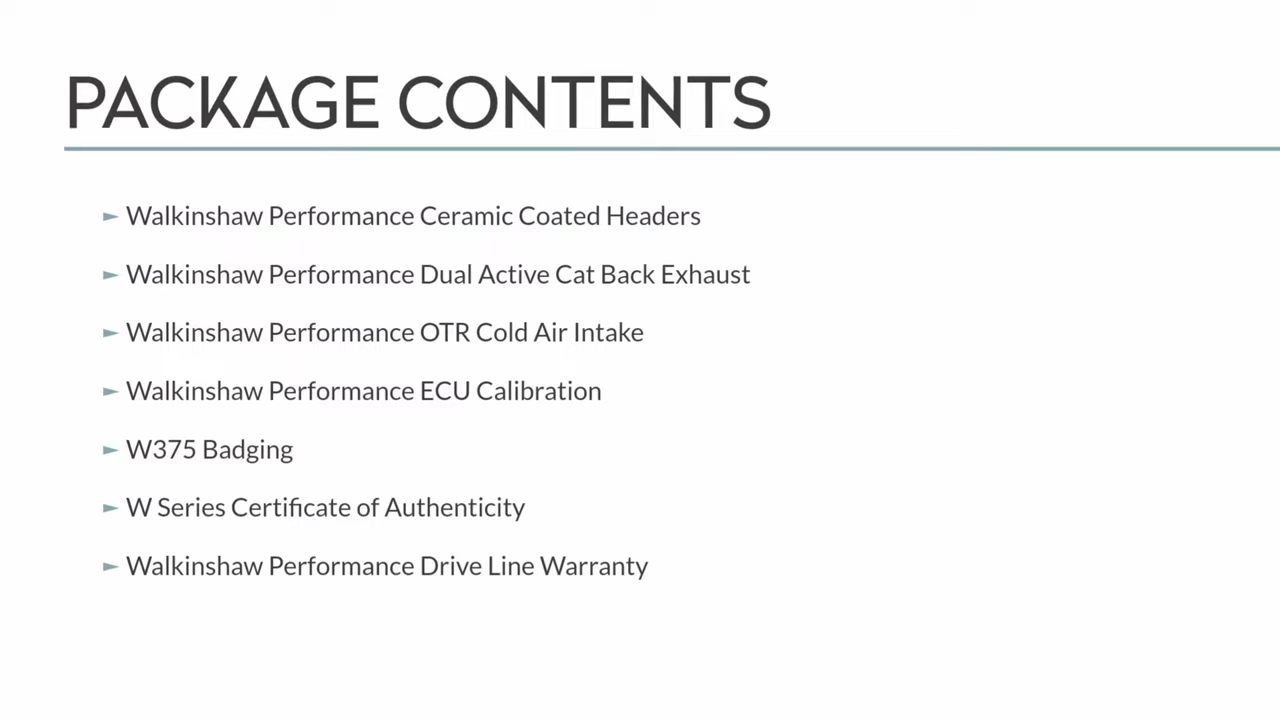 PACKAGE CONTENTS
► Walkinshaw Performance Ceramic Coated Headers
► Walkinshaw Performance Dual Active Cat Back Exhaust
► Walkinshaw Performance OTR Cold Air Intake
► Walkinshaw Performance ECU Calibration
► W375 Badging
► W Series Certificate of Authenticity
► Walkinshaw Performance Drive Line Warranty